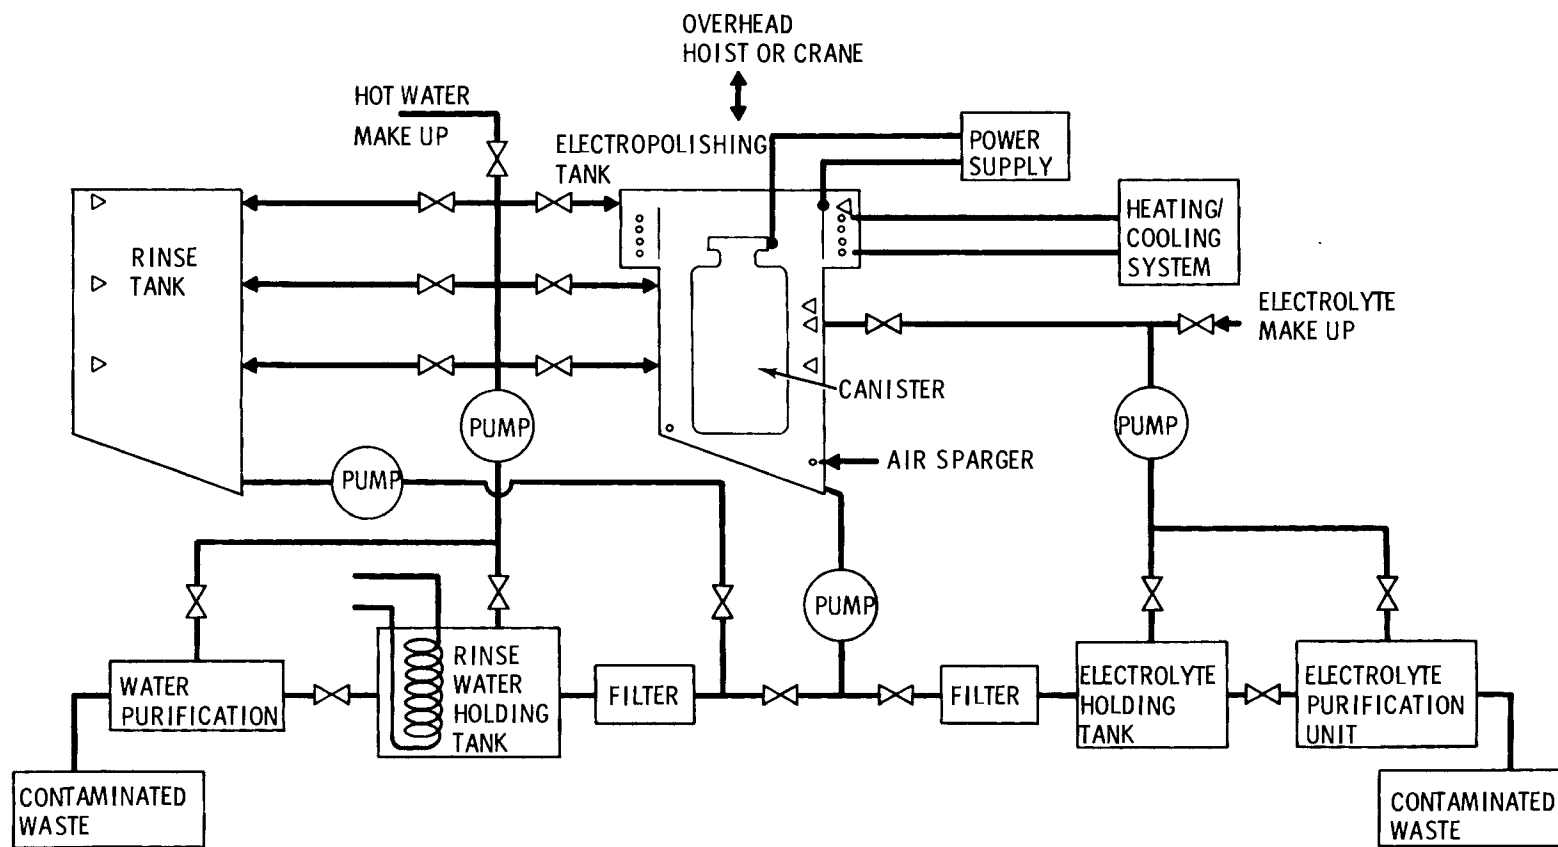 OVERHEAD
HOIST OR CRANE
HOT WATER
MAKE UP
ELECTROPOLISHING
TANK
POWER
SUPPLY
HEATING/
COOLING
SYSTEM
RINSE
TANK
ELECTROLYTE
MAKE UP
CANISTER
PUMP
PUMP
AIR SPARGER
PUMP
PUMP
WATER
PURIFICATION
RINSE
WATER
HOLDING
TANK
FILTER
FILTER
ELECTROLYTE
HOLDING
TANK
ELECTROLYTE
PURIFICATION
UNIT
CONTAMINATED
WASTE
CONTAMINATED
WASTE